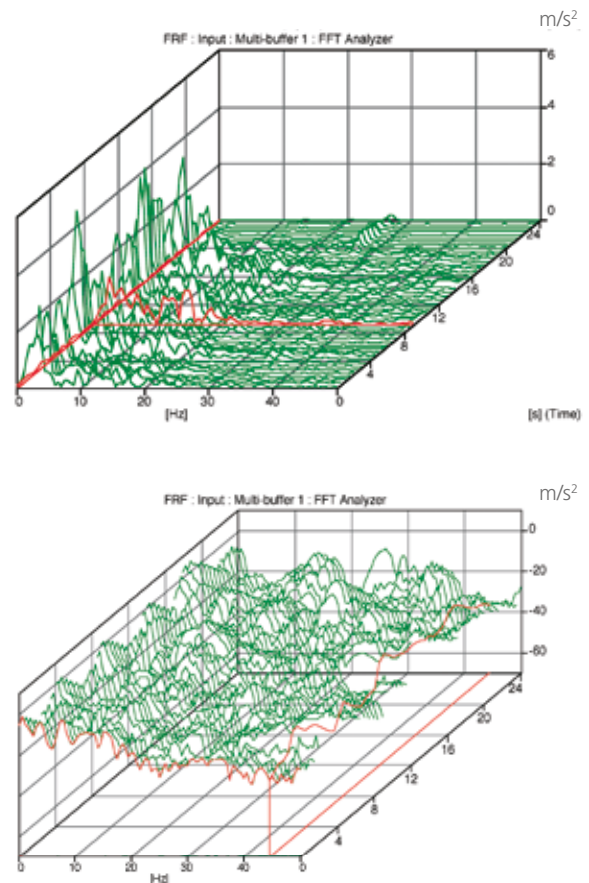 m/s²
FRF : Input : Multi-buffer 1 : FFT Analyzer
6
4
2
0
24
20
16
12
8
4
0 10 20 30 40 0
[Hz] [s] (Time)
m/s²
FRF : Input : Multi-buffer 1 : FFT Analyzer
0
-20
-40
-60
24
20
16
12
8
4
0 10 20 30 40 0
[Hz]